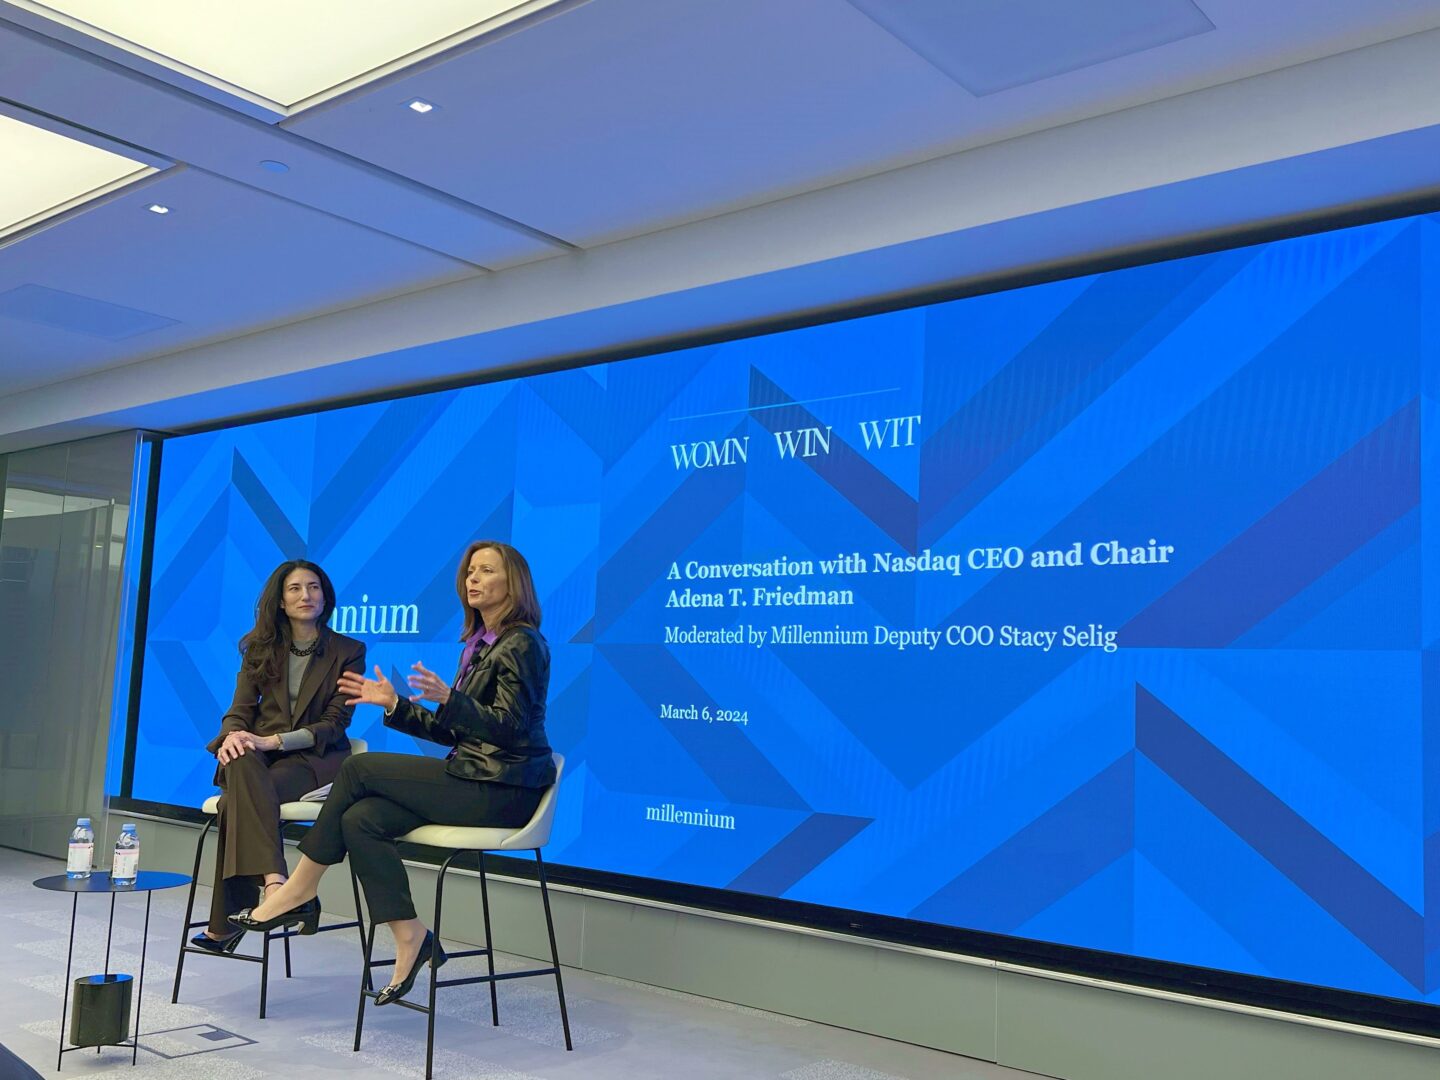 WOMN WIN WIT
A Conversation with Nasdaq CEO and Chair
Adena T. Friedman
Moderated by Millennium Deputy COO Stacy Selig
March 6, 2024
millennium
nnium